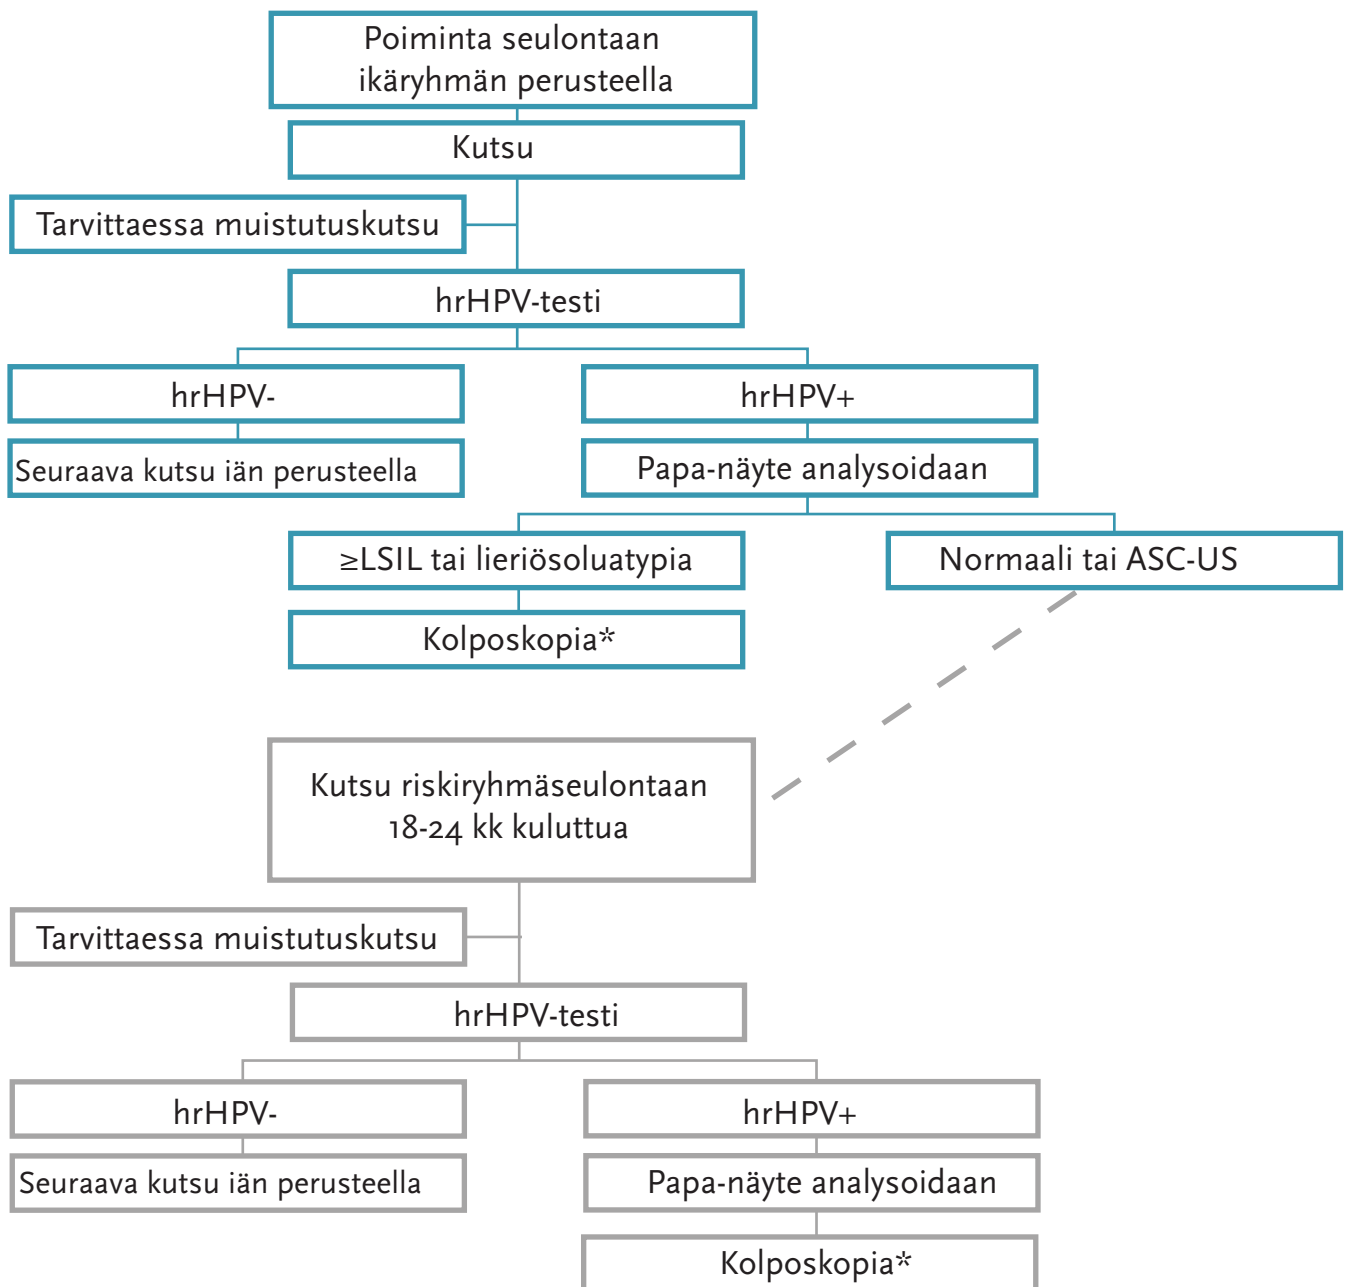 Poiminta seulontaan
ikäryhmän perusteella
Kutsu
Tarvittaessa muistutuskutsu
hrHPV-testi
hrHPV-
hrHPV+
Seuraava kutsu iän perusteella
Papa-näyte analysoidaan
≥LSIL tai lieriösoluatypia
Normaali tai ASC-US
Kolposkopia*
Kutsu riskiryhmäseulontaan
18-24 kk kuluttua
Tarvittaessa muistutuskutsu
hrHPV-testi
hrHPV-
hrHPV+
Seuraava kutsu iän perusteella
Papa-näyte analysoidaan
Kolposkopia*